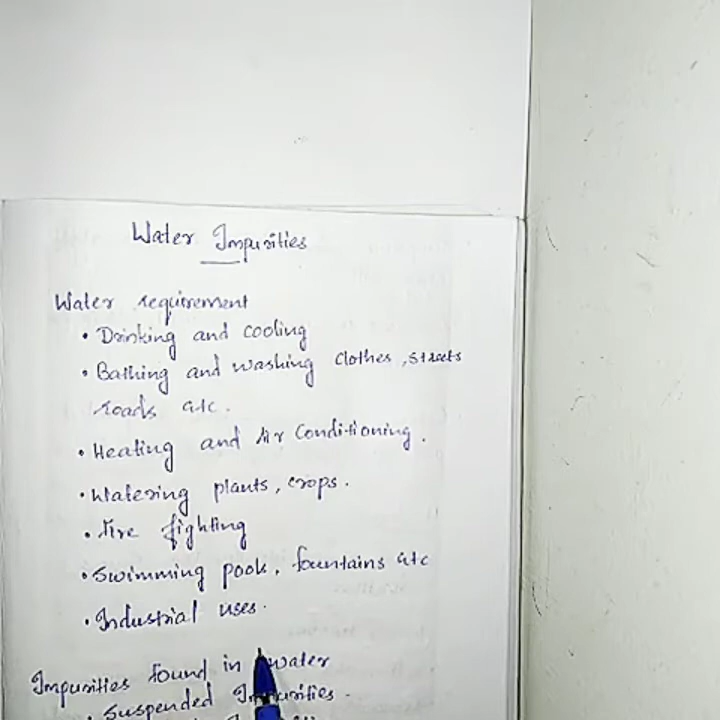 Water Impurities
Water requirement
• Drinking and cooling
• Bathing and washing clothes, streets
roads etc.
• Heating and Air Conditioning.
• Watering plants, crops.
• Fire fighting
• Swimming pools, fountains etc
• Industrial uses.
Impurities found in water
• Suspended Impurities.